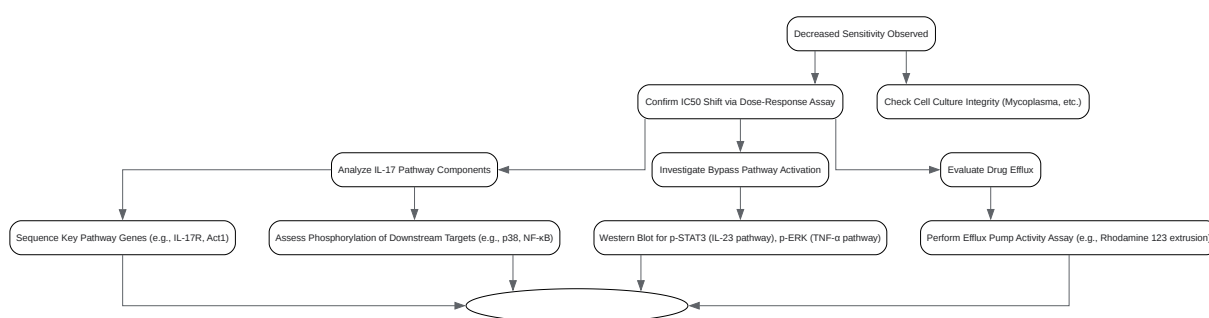 Decreased Sensitivity Observed
Confirm IC50 Shift via Dose-Response Assay
Check Cell Culture Integrity (Mycoplasma, etc.)
Analyze IL-17 Pathway Components
Investigate Bypass Pathway Activation
Evaluate Drug Efflux
Sequence Key Pathway Genes (e.g., IL-17R, Act1)
Assess Phosphorylation of Downstream Targets (e.g., p38, NF-κB)
Western Blot for p-STAT3 (IL-23 pathway), p-ERK (TNF-α pathway)
Perform Efflux Pump Activity Assay (e.g., Rhodamine 123 extrusion)